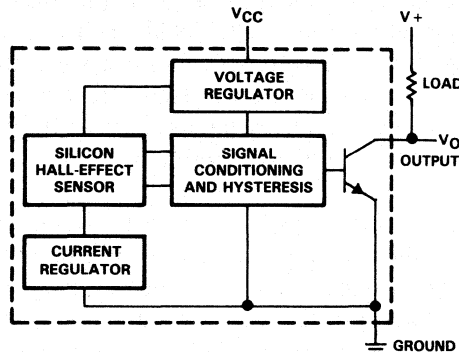 VCC
V+
VOLTAGE
REGULATOR
LOAD
SILICON
HALL-EFFECT
SENSOR
SIGNAL
CONDITIONING
AND HYSTERESIS
VO
OUTPUT
CURRENT
REGULATOR
GROUND